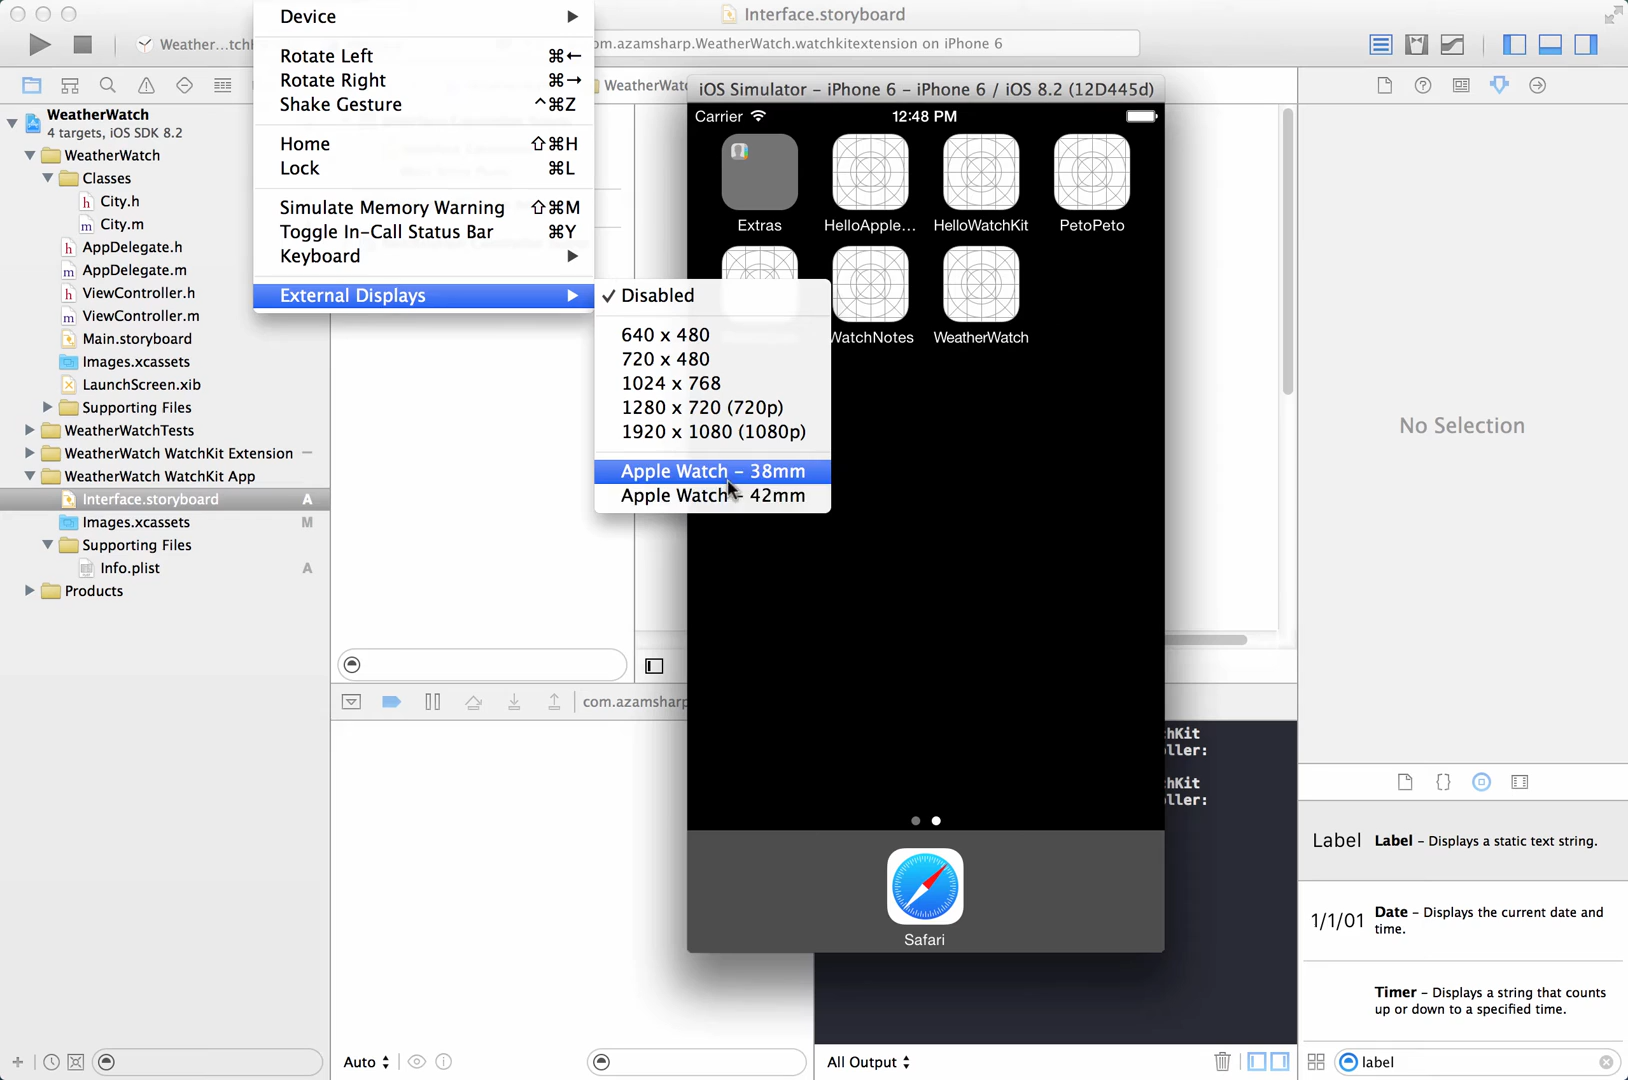 Interface.storyboard
Weather...tchl
om.azamsharp.WeatherWatch.watchkitextension on iPhone 6
Device
Rotate Left ⌘←
Rotate Right ⌘→
Shake Gesture ^⌘Z
Home ⇧⌘H
Lock ⌘L
Simulate Memory Warning ⇧⌘M
Toggle In-Call Status Bar ⌘Y
Keyboard
External Displays
✓ Disabled
640 x 480
720 x 480
1024 x 768
1280 x 720 (720p)
1920 x 1080 (1080p)
Apple Watch – 38mm
Apple Watch – 42mm
WeatherWatch
4 targets, iOS SDK 8.2
WeatherWatch
Classes
h City.h
m City.m
h AppDelegate.h
m AppDelegate.m
h ViewController.h
m ViewController.m
Main.storyboard
Images.xcassets
LaunchScreen.xib
Supporting Files
WeatherWatchTests
WeatherWatch WatchKit Extension
WeatherWatch WatchKit App
Interface.storyboard A
Images.xcassets M
Supporting Files
Info.plist A
Products
WeatherWatc
iOS Simulator – iPhone 6 – iPhone 6 / iOS 8.2 (12D445d)
Carrier 12:48 PM
Extras
HelloApple...
HelloWatchKit
PetoPeto
WatchNotes
WeatherWatch
Safari
com.azamsharp
hKit
ller:
hKit
ller:
Auto
All Output
No Selection
Label Label – Displays a static text string.
1/1/01 Date – Displays the current date and
time.
Timer – Displays a string that counts
up or down to a specified time.
label